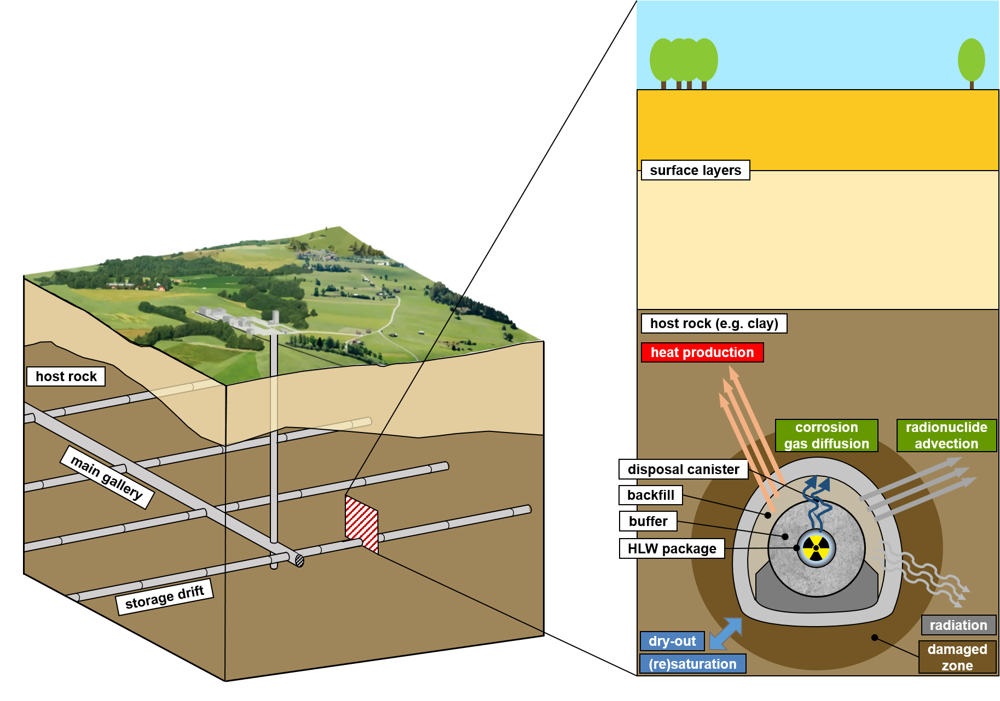 host rock
main gallery
storage drift
surface layers
host rock (e.g. clay)
heat production
corrosion
gas diffusion
radionuclide
advection
disposal canister
backfill
buffer
HLW package
radiation
dry-out
(re)saturation
damaged
zone